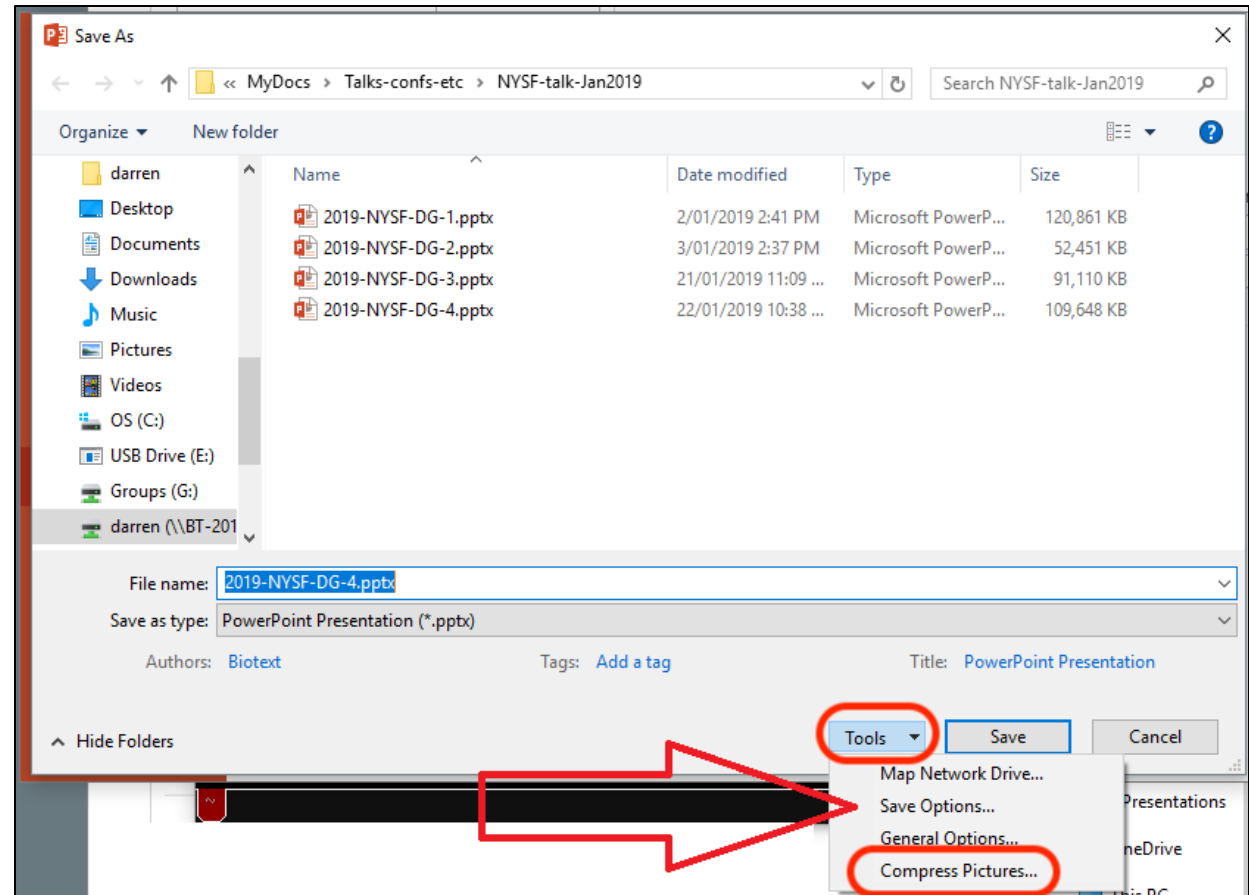 Save As
« MyDocs > Talks-confs-etc > NYSF-talk-Jan2019 Search NYSF-talk-Jan2019
Organize New folder
Name Date modified Type Size
darren
Desktop
Documents
Downloads
Music
Pictures
Videos
OS (C:)
USB Drive (E:)
Groups (G:)
darren (\\BT-201
2019-NYSF-DG-1.pptx 2/01/2019 2:41 PM Microsoft PowerP... 120,861 KB
2019-NYSF-DG-2.pptx 3/01/2019 2:37 PM Microsoft PowerP... 52,451 KB
2019-NYSF-DG-3.pptx 21/01/2019 11:09 ... Microsoft PowerP... 91,110 KB
2019-NYSF-DG-4.pptx 22/01/2019 10:38 ... Microsoft PowerP... 109,648 KB
File name: 2019-NYSF-DG-4.pptx
Save as type: PowerPoint Presentation (*.pptx)
Authors: Biotext Tags: Add a tag Title: PowerPoint Presentation
Hide Folders Tools Save Cancel
Map Network Drive...
Save Options...
General Options...
Compress Pictures...
Presentations
neDrive